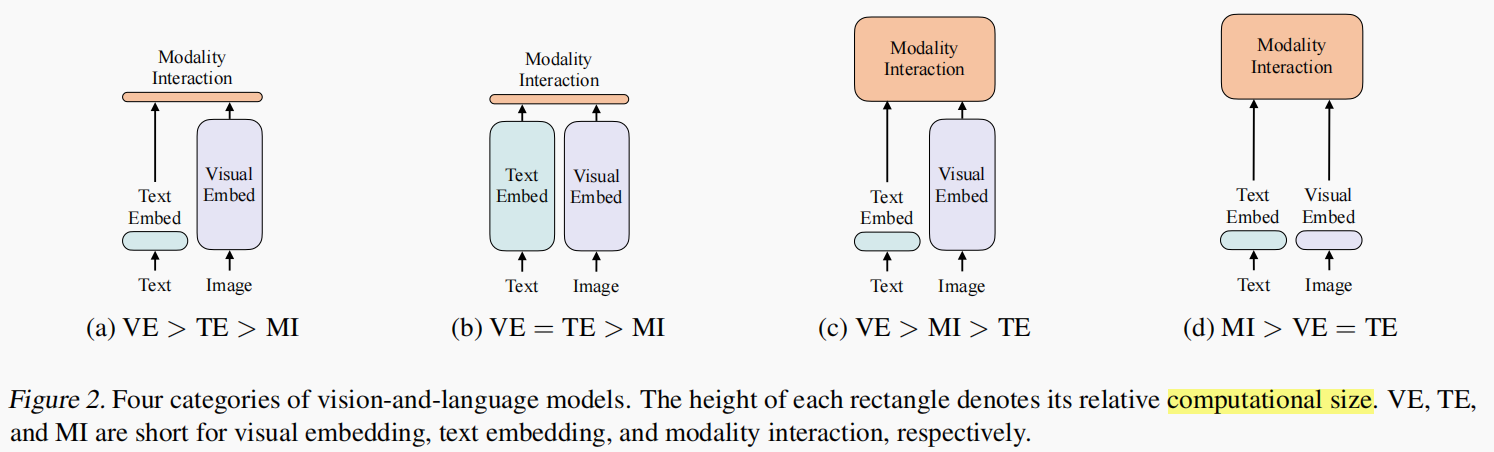 Modality
Interaction
Text
Embed
Visual
Embed
Text
Image
(a) VE > TE > MI
Modality
Interaction
Text
Embed
Visual
Embed
Text
Image
(b) VE = TE > MI
Modality
Interaction
Text
Embed
Visual
Embed
Text
Image
(c) VE > MI > TE
Modality
Interaction
Text
Embed
Visual
Embed
Text
Image
(d) MI > VE = TE
Figure 2. Four categories of vision-and-language models. The height of each rectangle denotes its relative computational size. VE, TE,
and MI are short for visual embedding, text embedding, and modality interaction, respectively.